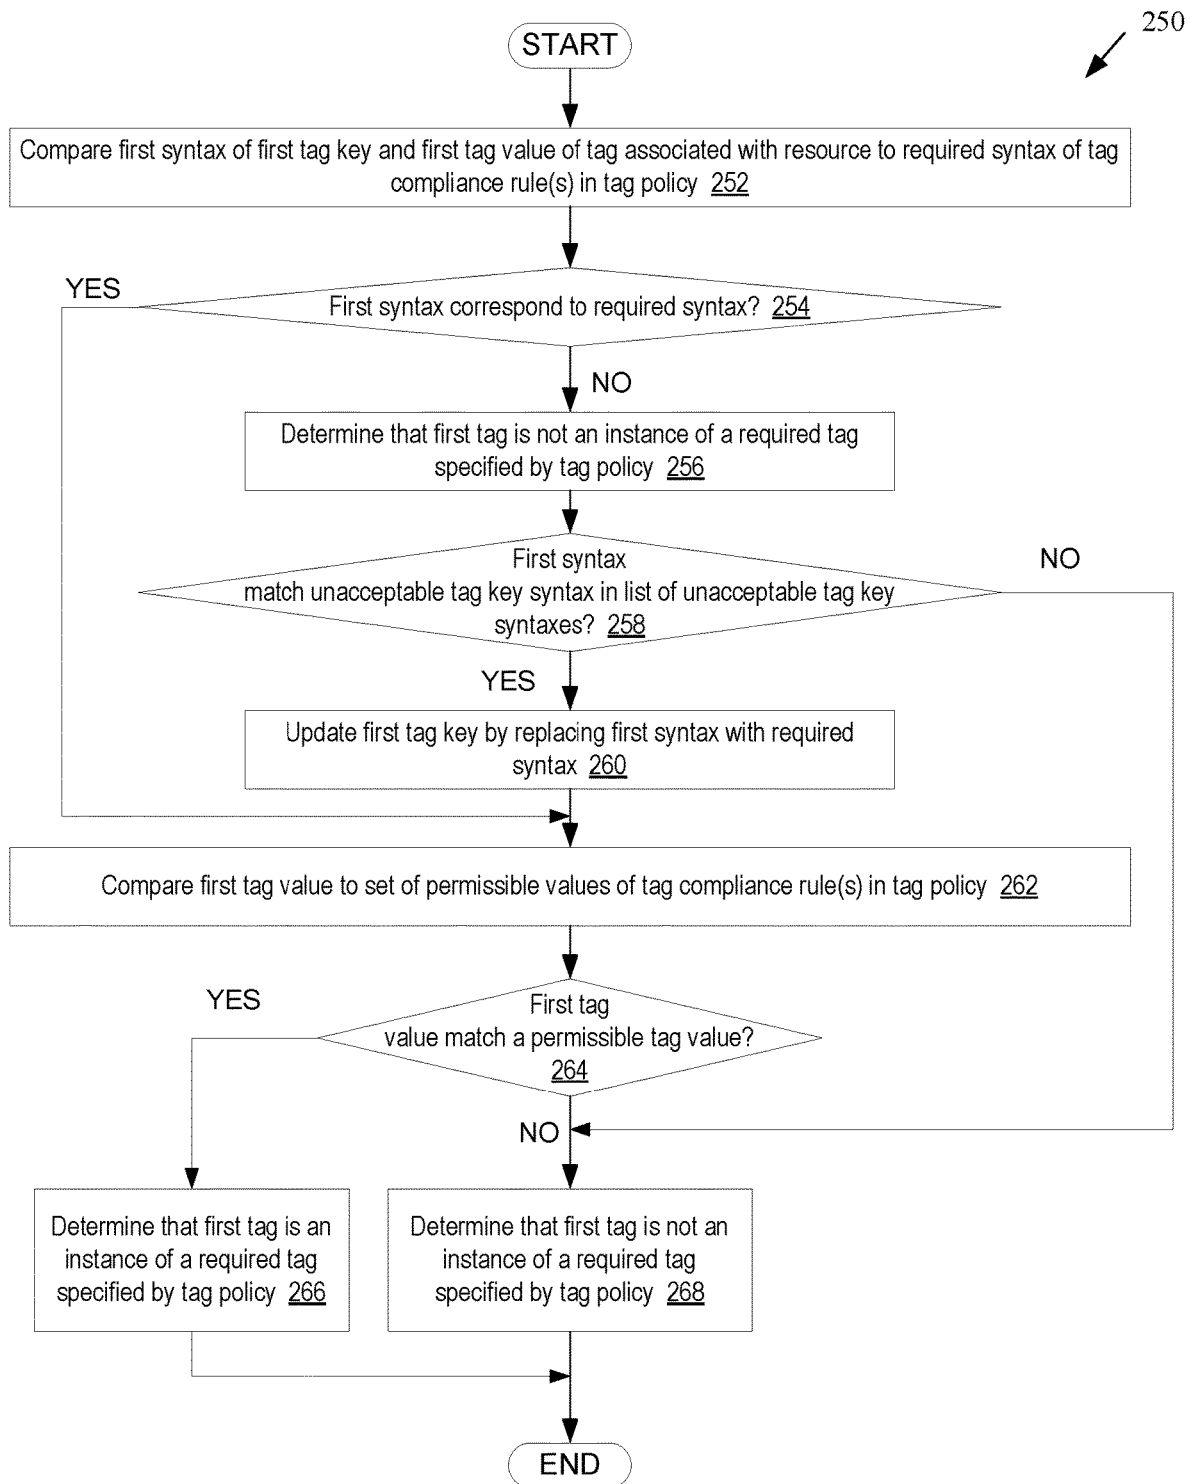 250
START
Compare first syntax of first tag key and first tag value of tag associated with resource to required syntax of tag
compliance rule(s) in tag policy 252
YES
First syntax correspond to required syntax? 254
NO
Determine that first tag is not an instance of a required tag
specified by tag policy 256
First syntax
match unacceptable tag key syntax in list of unacceptable tag key
syntaxes? 258
NO
YES
Update first tag key by replacing first syntax with required
syntax 260
Compare first tag value to set of permissible values of tag compliance rule(s) in tag policy 262
YES
First tag
value match a permissible tag value?
264
NO
Determine that first tag is an
instance of a required tag
specified by tag policy 266
Determine that first tag is not an
instance of a required tag
specified by tag policy 268
END